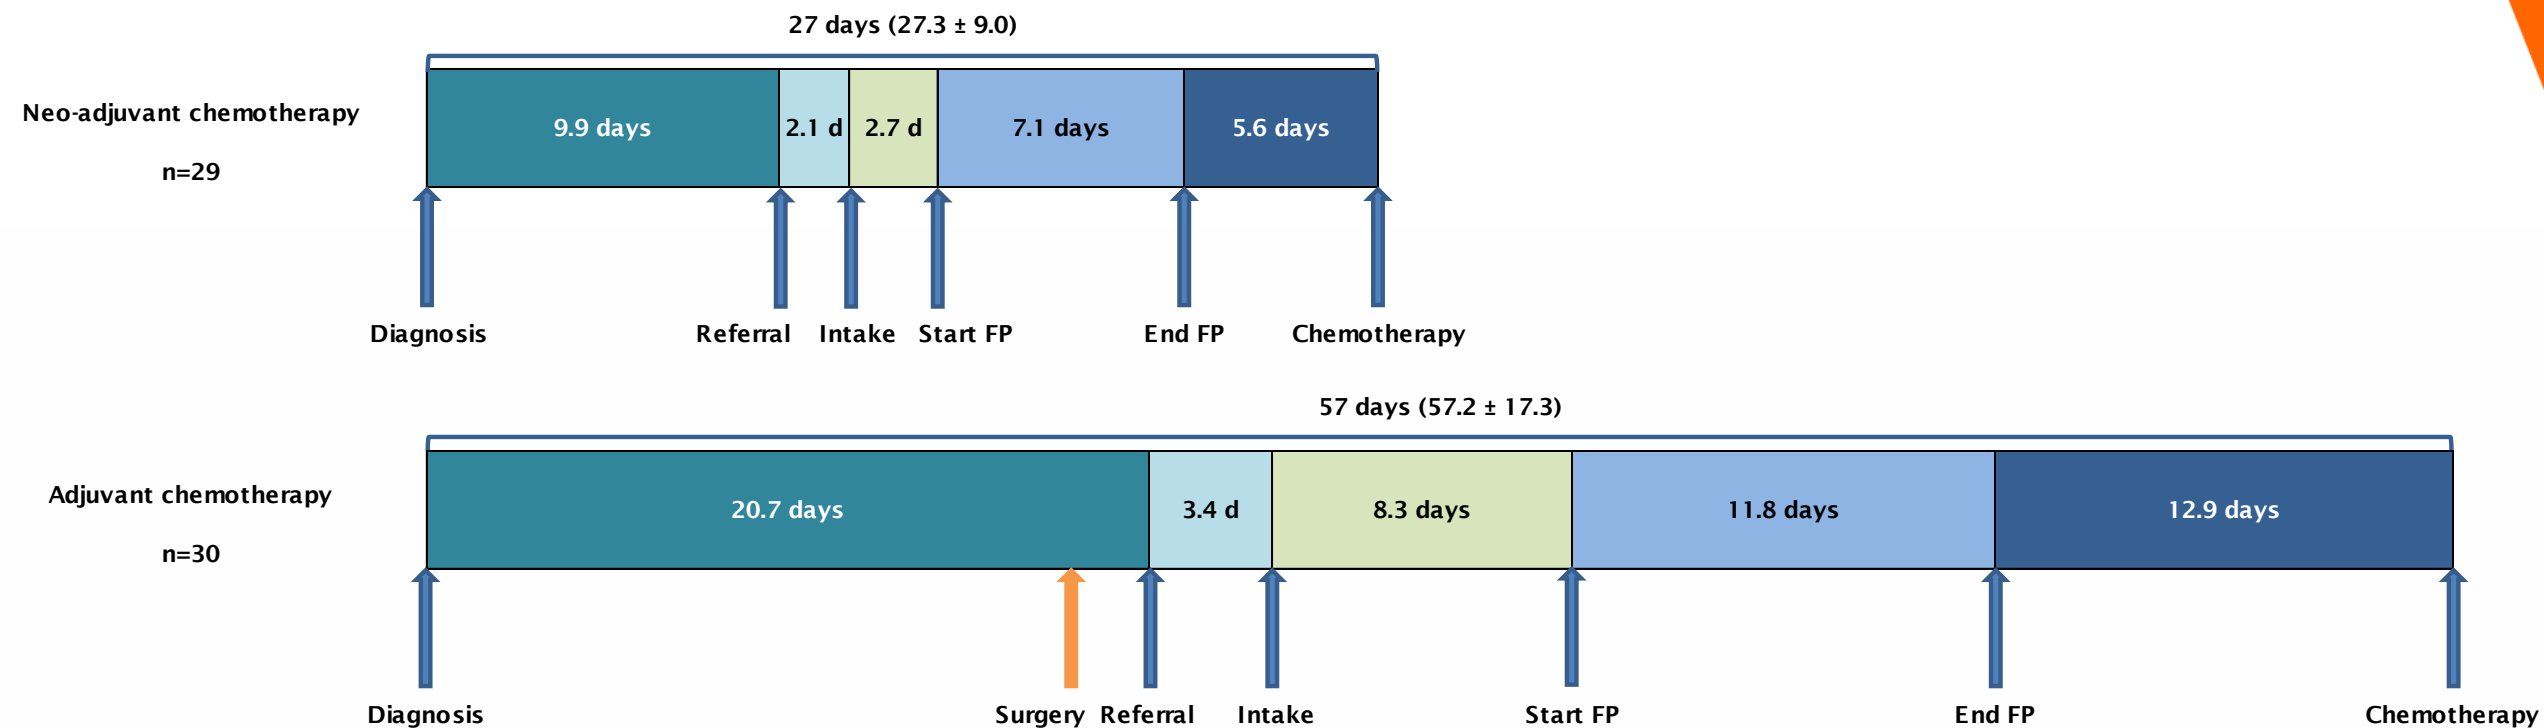 27 days (27.3 ± 9.0)
Neo-adjuvant chemotherapy
n=29
9.9 days
2.1 d
2.7 d
7.1 days
5.6 days
Diagnosis
Referral
Intake
Start FP
End FP
Chemotherapy
57 days (57.2 ± 17.3)
Adjuvant chemotherapy
n=30
20.7 days
3.4 d
8.3 days
11.8 days
12.9 days
Diagnosis
Surgery
Referral
Intake
Start FP
End FP
Chemotherapy